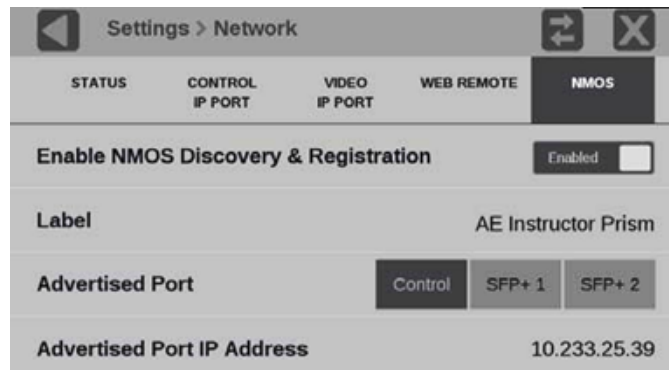 Settings > Network
STATUS CONTROL IP PORT VIDEO IP PORT WEB REMOTE NMOS
Enable NMOS Discovery & Registration Enabled
Label AE Instructor Prism
Advertised Port Control SFP+ 1 SFP+ 2
Advertised Port IP Address 10.233.25.39